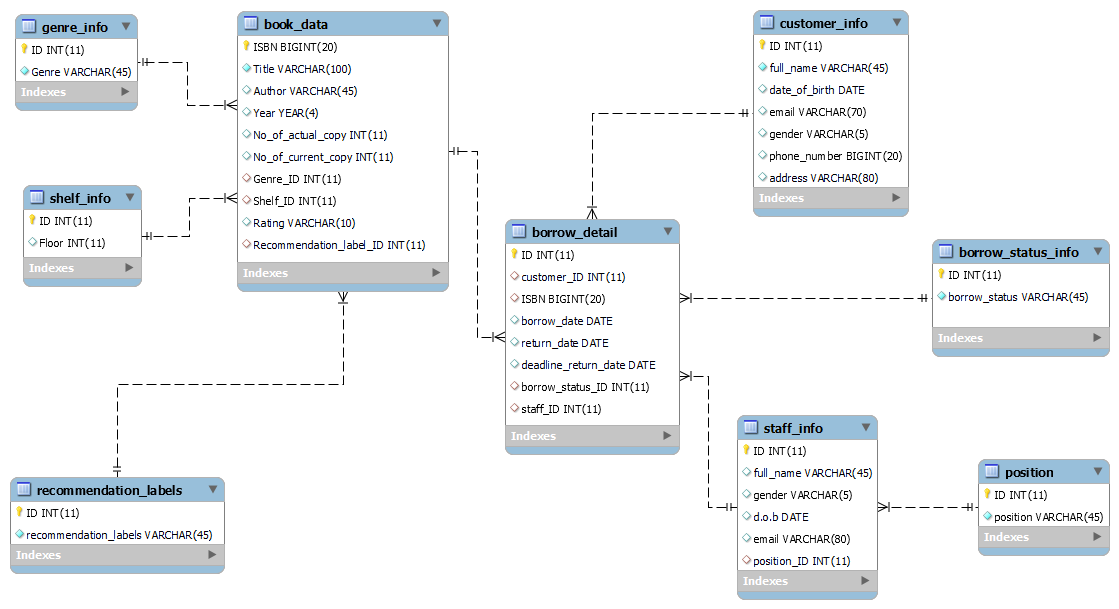 genre_info
ID INT(11)
Genre VARCHAR(45)
Indexes
book_data
ISBN BIGINT(20)
Title VARCHAR(100)
Author VARCHAR(45)
Year YEAR(4)
No_of_actual_copy INT(11)
No_of_current_copy INT(11)
Genre_ID INT(11)
Shelf_ID INT(11)
Rating VARCHAR(10)
Recommendation_label_ID INT(11)
Indexes
customer_info
ID INT(11)
full_name VARCHAR(45)
date_of_birth DATE
email VARCHAR(70)
gender VARCHAR(5)
phone_number BIGINT(20)
address VARCHAR(80)
Indexes
shelf_info
ID INT(11)
Floor INT(11)
Indexes
borrow_detail
ID INT(11)
customer_ID INT(11)
ISBN BIGINT(20)
borrow_date DATE
return_date DATE
deadline_return_date DATE
borrow_status_ID INT(11)
staff_ID INT(11)
Indexes
borrow_status_info
ID INT(11)
borrow_status VARCHAR(45)
Indexes
staff_info
ID INT(11)
full_name VARCHAR(45)
gender VARCHAR(5)
d.o.b DATE
email VARCHAR(80)
position_ID INT(11)
Indexes
position
ID INT(11)
position VARCHAR(45)
Indexes
recommendation_labels
ID INT(11)
recommendation_labels VARCHAR(45)
Indexes